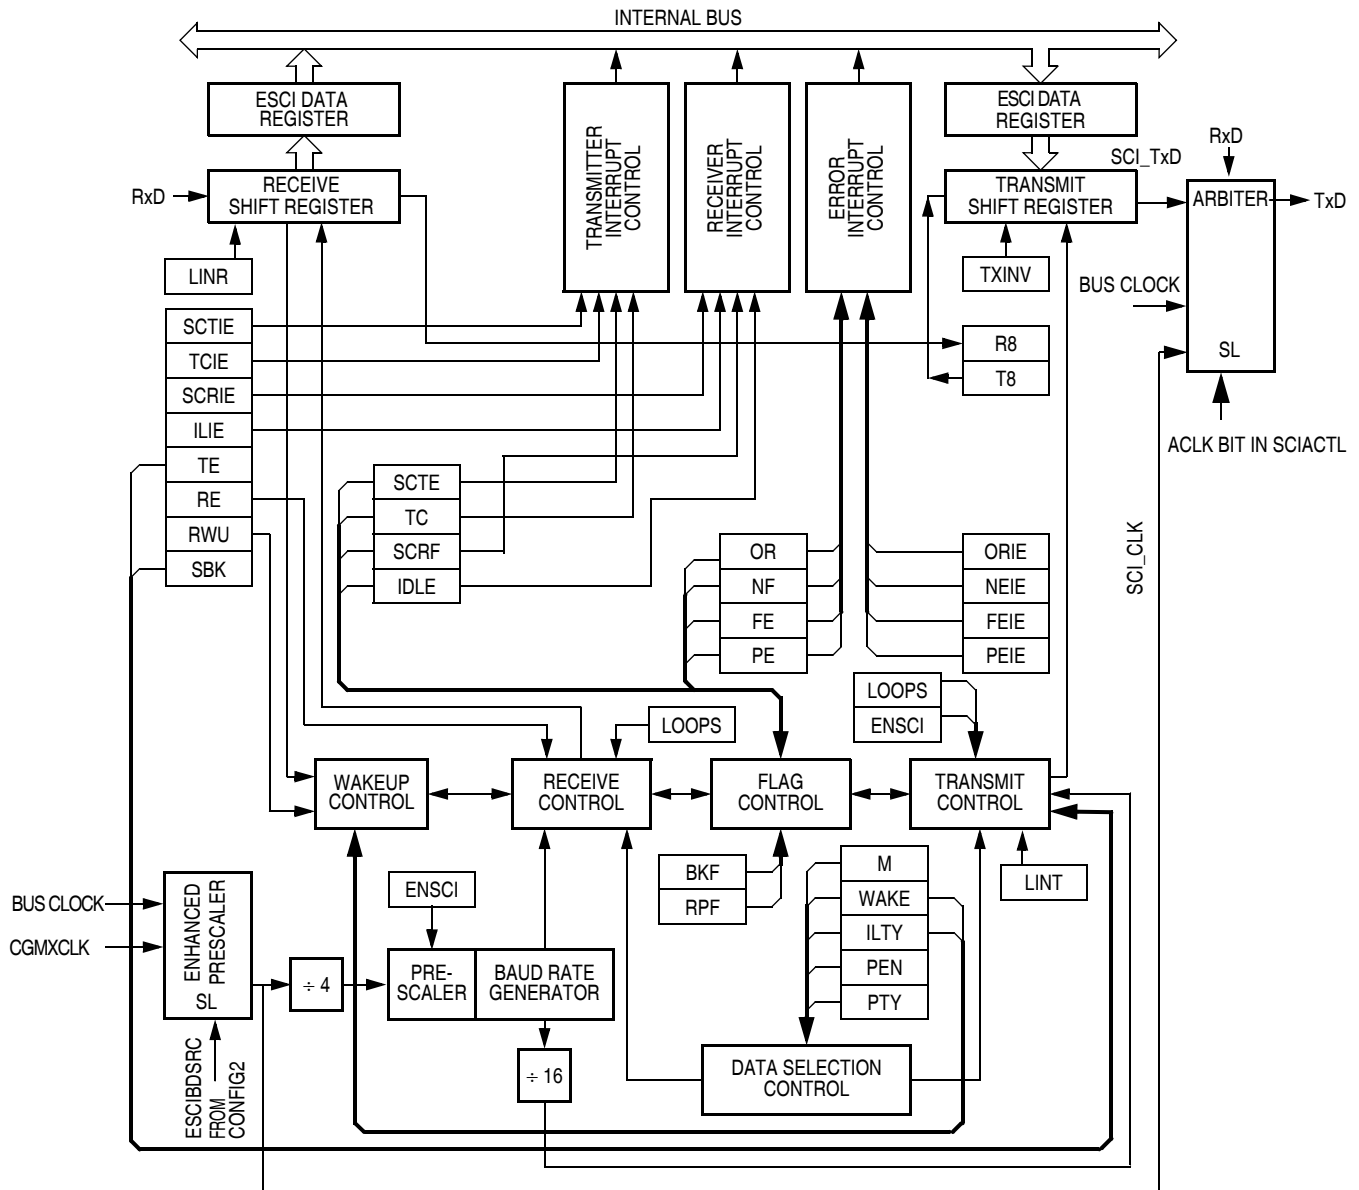 INTERNAL BUS
ESCI DATA
REGISTER
TRANSMITTER
INTERRUPT
CONTROL
RECEIVER
INTERRUPT
CONTROL
ERROR
INTERRUPT
CONTROL
ESCI DATA
REGISTER
SCI_TxD
RxD
RxD
RECEIVE
SHIFT REGISTER
TRANSMIT
SHIFT REGISTER
ARBITER
TxD
LINR
TXINV
BUS CLOCK
SL
ACLK BIT IN SCIACTL
SCTIE
TCIE
SCRIE
ILIE
TE
RE
RWU
SBK
R8
T8
SCTE
TC
SCRF
IDLE
OR
NF
FE
PE
ORIE
NEIE
FEIE
PEIE
SCI_CLK
LOOPS
LOOPS
ENSCI
WAKEUP
CONTROL
RECEIVE
CONTROL
FLAG
CONTROL
TRANSMIT
CONTROL
BKF
RPF
M
WAKE
ILTY
PEN
PTY
LINT
BUS CLOCK
CGMXCLK
ENHANCED
PRESCALER
SL
ENSCI
÷ 4
PRE-
SCALER
BAUD RATE
GENERATOR
÷ 16
DATA SELECTION
CONTROL
ESCIBDSRC
FROM
CONFIG2